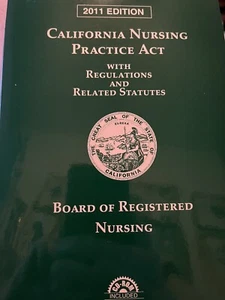 2011 EDITION
CALIFORNIA NURSING
PRACTICE ACT
WITH
REGULATIONS
AND
RELATED STATUTES
THE GREAT SEAL OF THE STATE OF CALIFORNIA
BOARD OF REGISTERED
NURSING
CD-ROM
INCLUDED